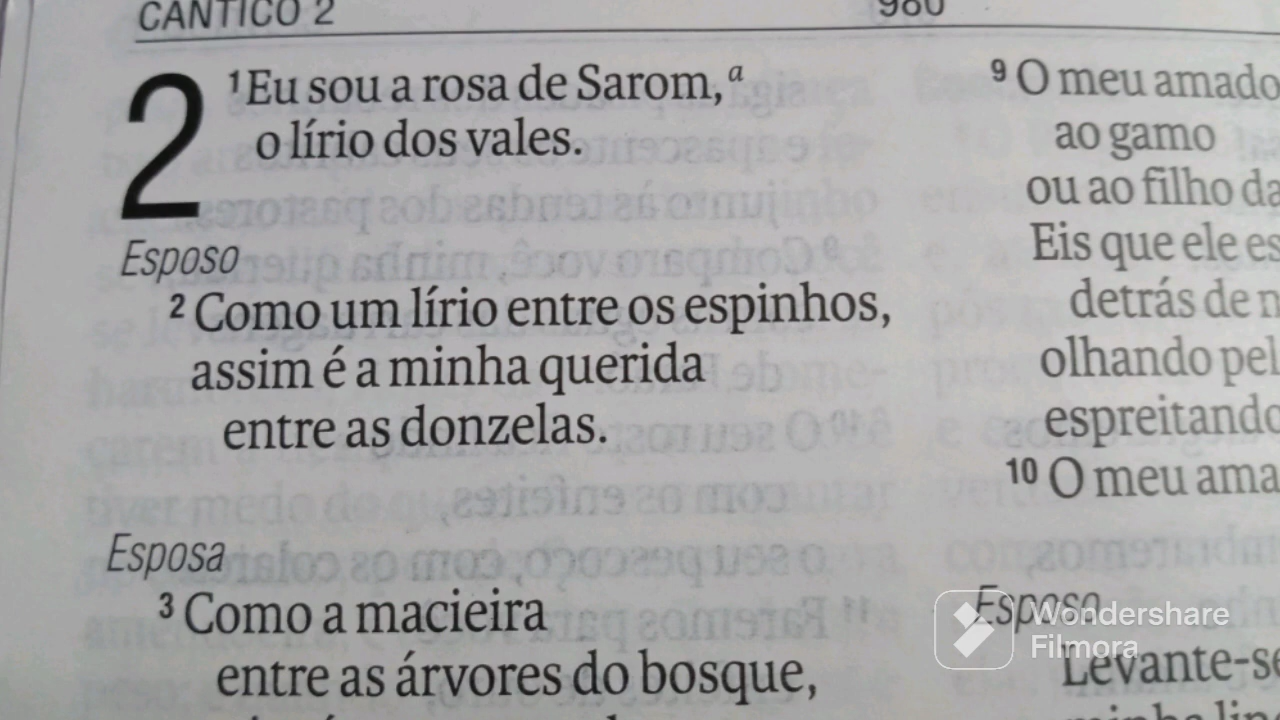 CÂNTICO 2
980
2
¹Eu sou a rosa de Sarom,ᵃ
o lírio dos vales.
Esposo
² Como um lírio entre os espinhos,
assim é a minha querida
entre as donzelas.
Esposa
³ Como a macieira
entre as árvores do bosque,
⁹ O meu amado
ao gamo
ou ao filho da
Eis que ele es
detrás de n
olhando pel
espreitando
¹⁰ O meu ama
Esposo
Levante-se
Wondershare
Filmora